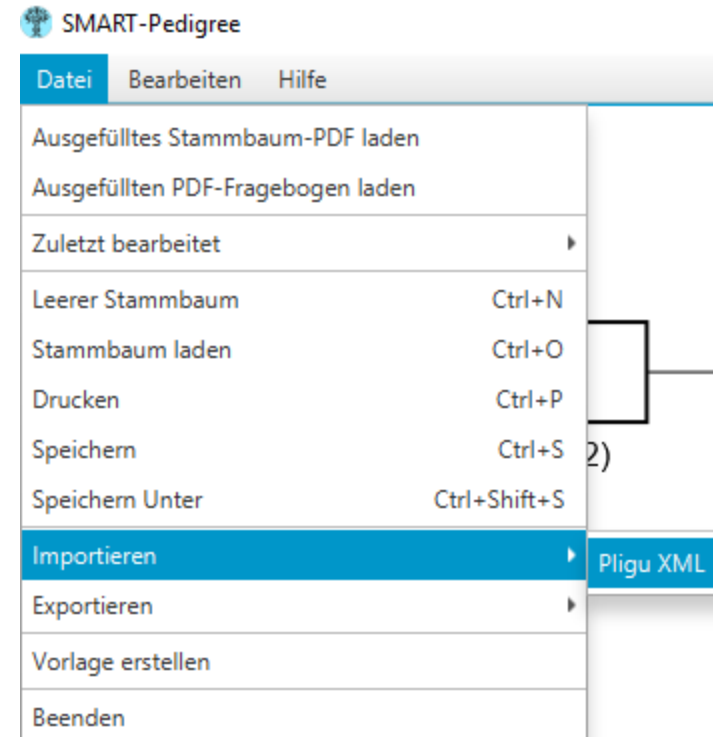 SMART-Pedigree
Datei Bearbeiten Hilfe
Ausgefülltes Stammbaum-PDF laden
Ausgefüllten PDF-Fragebogen laden
Zuletzt bearbeitet
Leerer Stammbaum Ctrl+N
Stammbaum laden Ctrl+O
Drucken Ctrl+P
Speichern Ctrl+S
2)
Speichern Unter Ctrl+Shift+S
Importieren
Pligu XML
Exportieren
Vorlage erstellen
Beenden